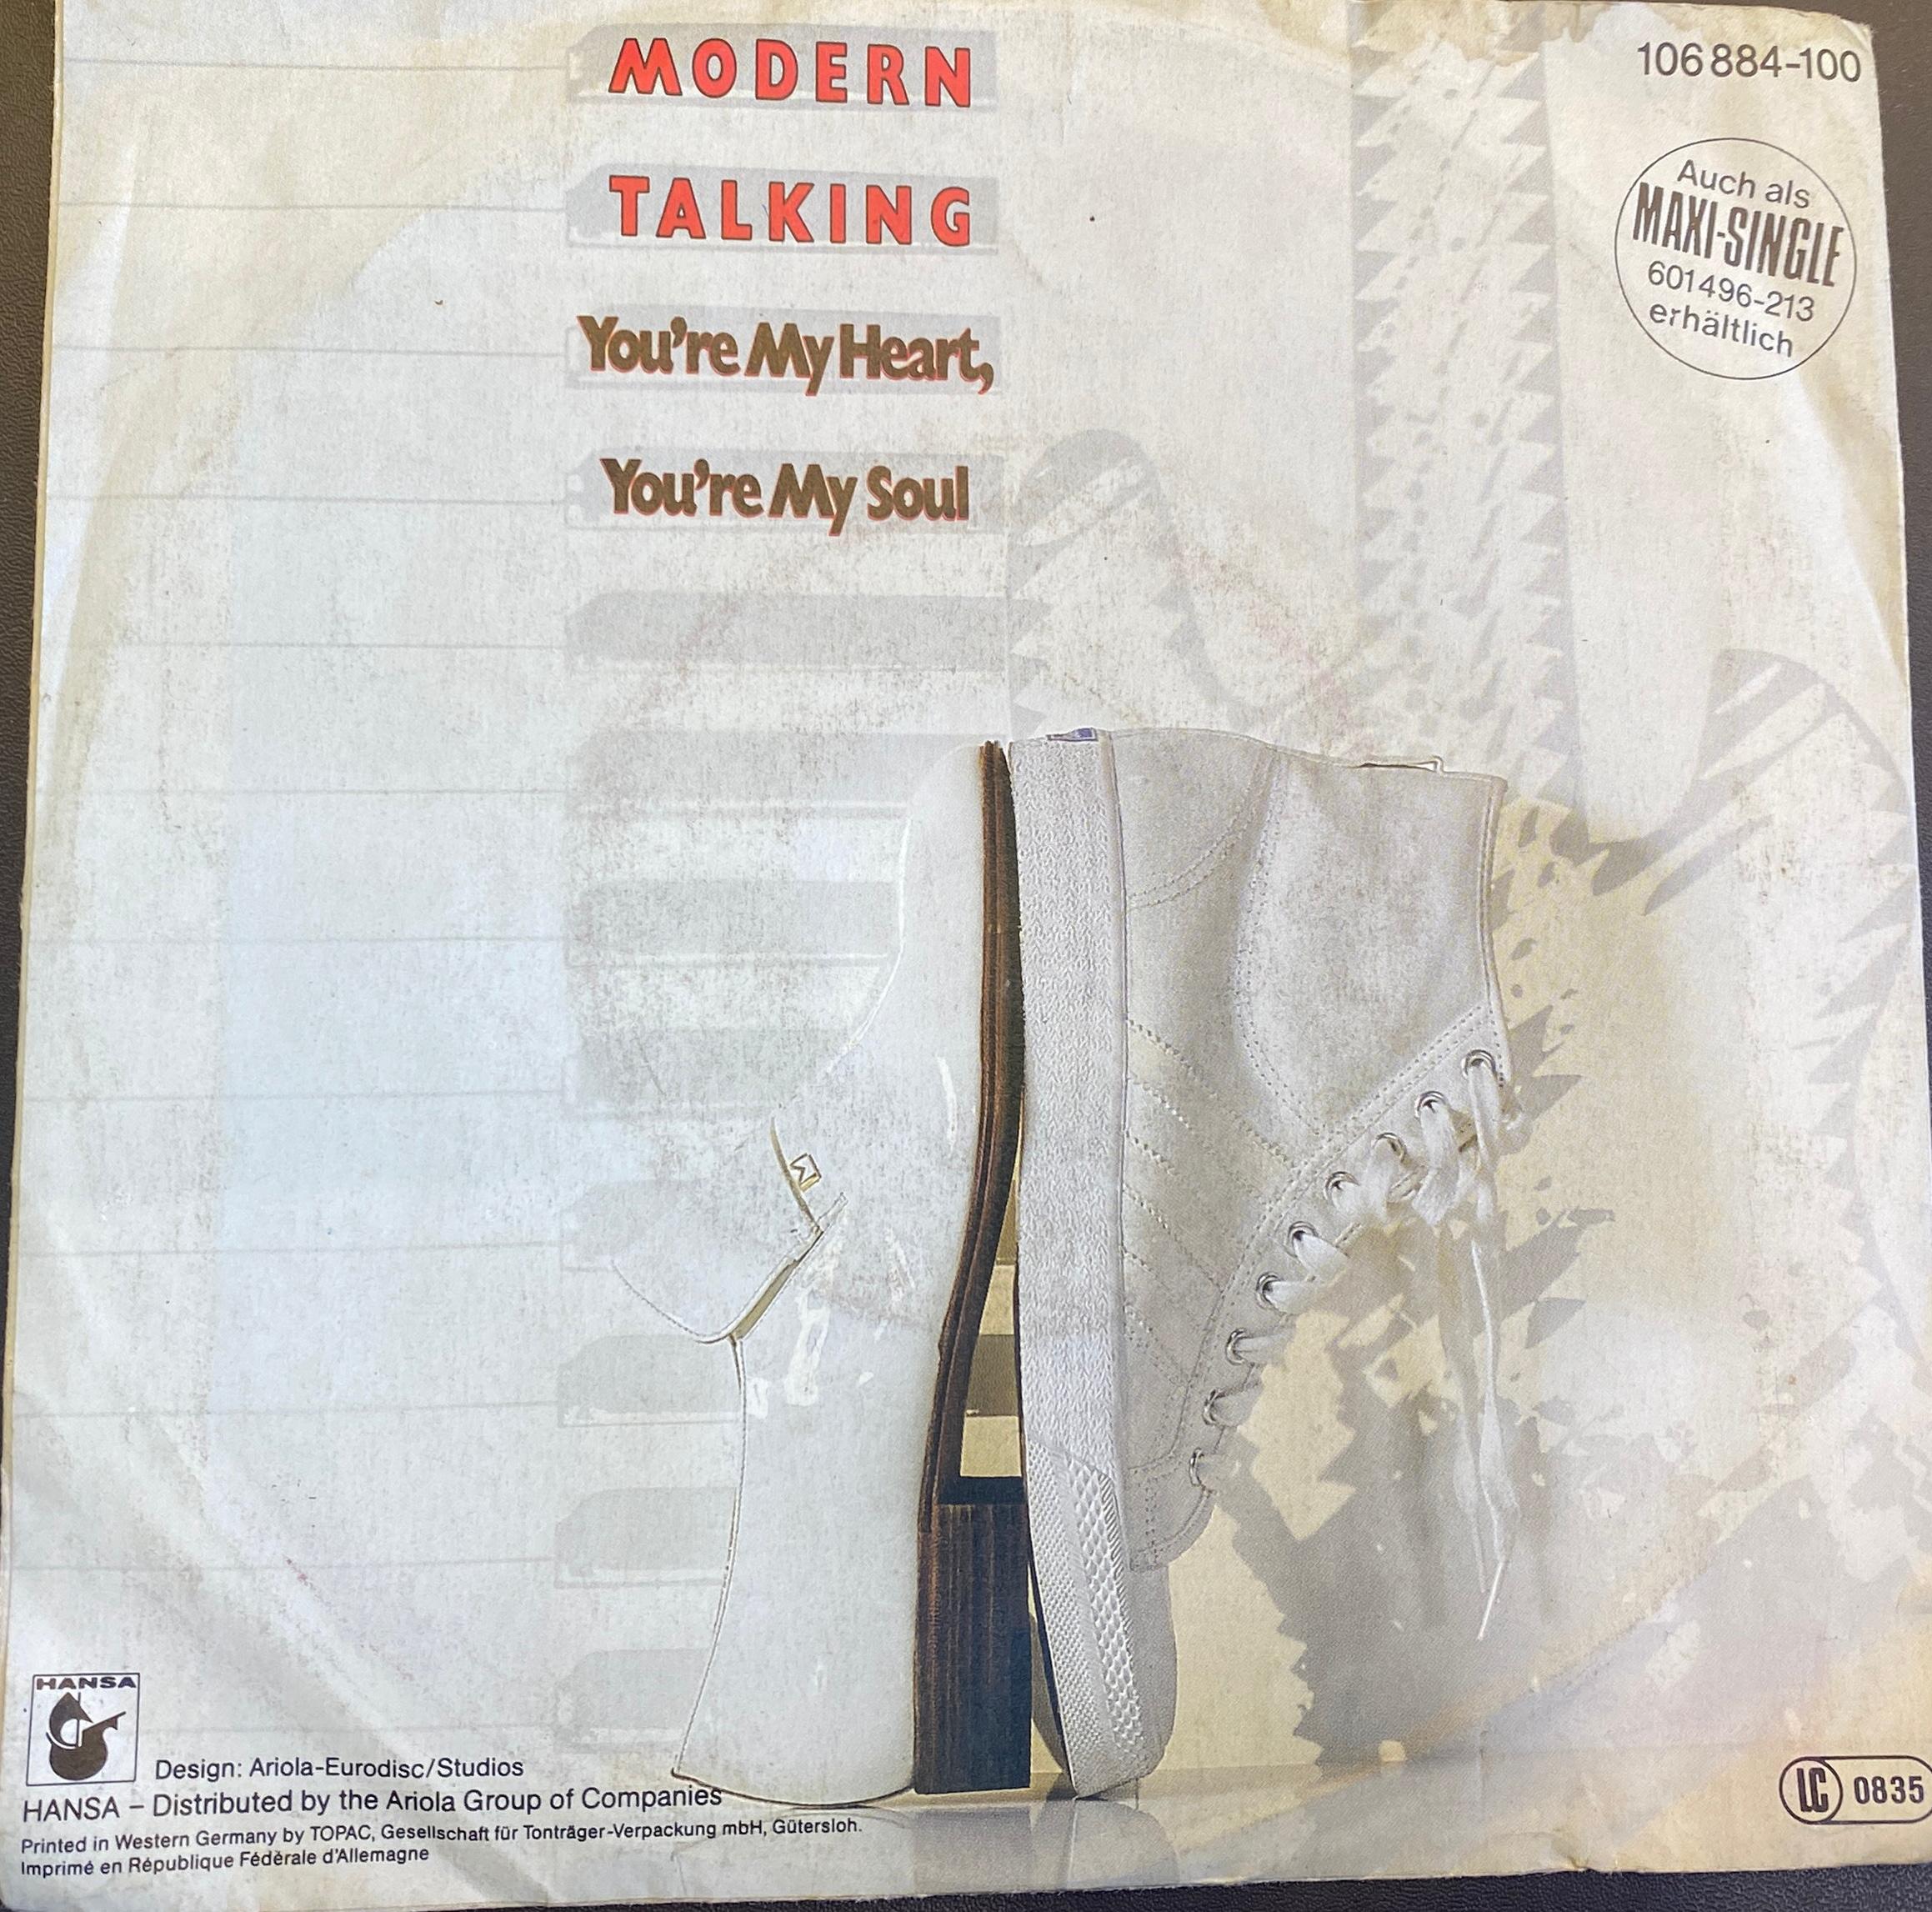 MODERN
TALKING
You're My Heart,
You're My Soul
106 884-100
Auch als
MAXI-SINGLE
601496-213
erhältlich
HANSA
Design: Ariola-Eurodisc/Studios
HANSA – Distributed by the Ariola Group of Companies
Printed in Western Germany by TOPAC, Gesellschaft für Tonträger-Verpackung mbH, Gütersloh.
Imprimé en République Fédérale d'Allemagne
LC 0835